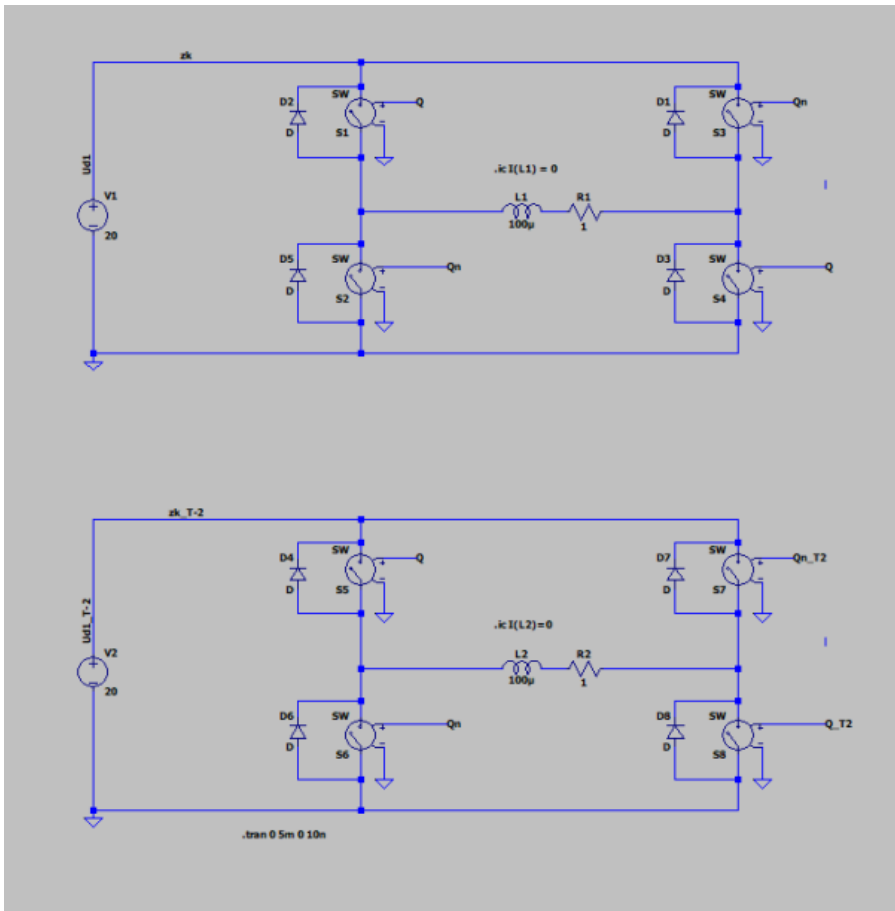 zk
D2
SW
Q
D
S1
D1
SW
Qn
D
S3
Ud1
.ic I(L1) = 0
V1
20
L1
R1
100µ
1
D5
SW
Qn
D
S2
D3
SW
Q
D
S4
zk_T-2
D4
SW
Q
D
S5
D7
SW
Qn_T2
D
S7
Ud1_T-2
.ic I(L2)=0
V2
20
L2
R2
100µ
1
D6
SW
Qn
D
S6
D8
SW
Q_T2
D
S8
.tran 0 5m 0 10n